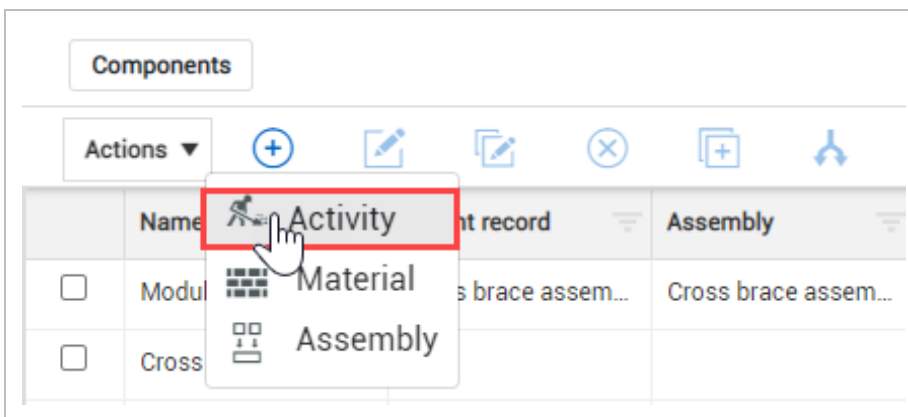 Components
Actions
Name Activity nt record Assembly
Modul Material s brace assem... Cross brace assem...
Cross Assembly